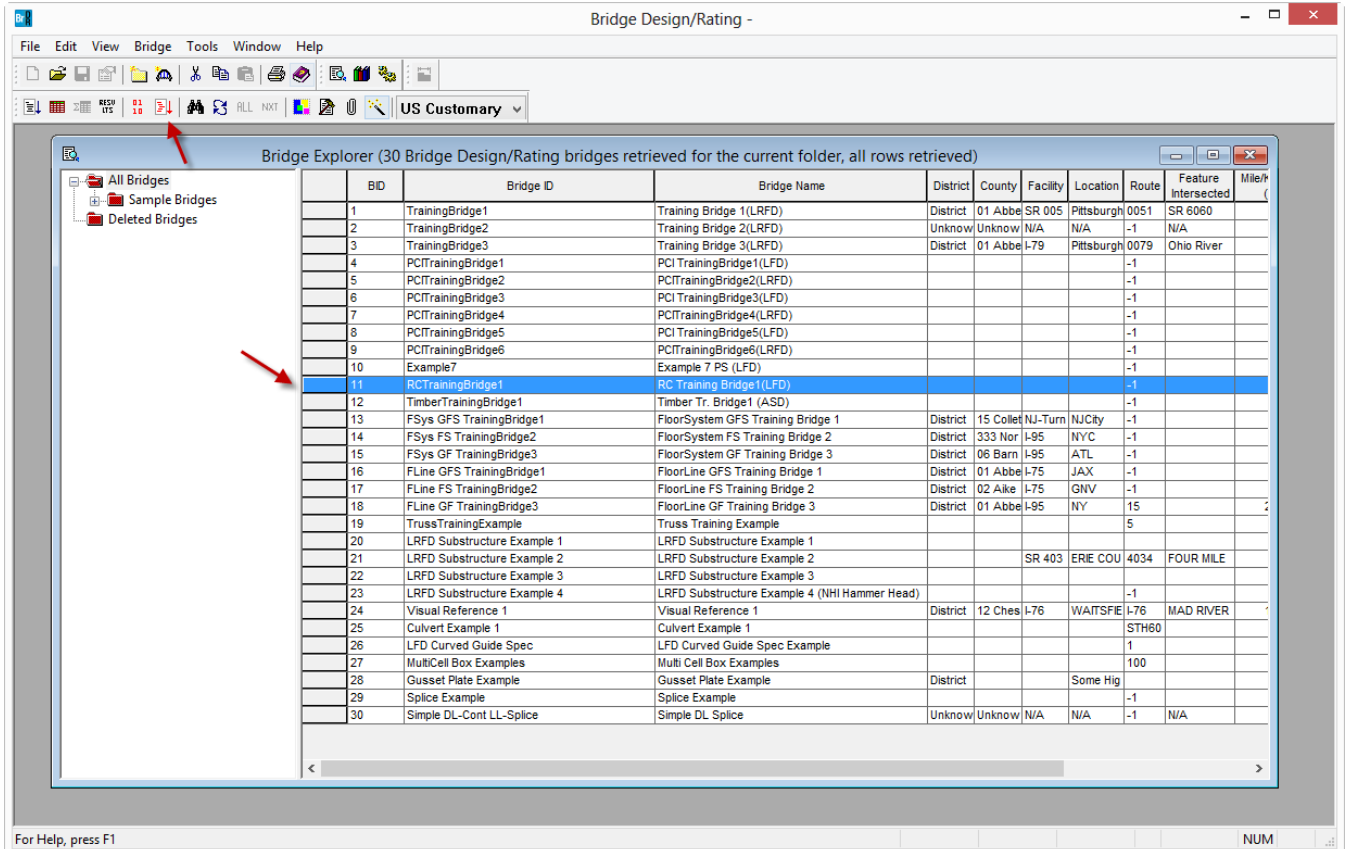 Br R Bridge Design/Rating -
File Edit View Bridge Tools Window Help
RESU LTS 01 10 ALL NXT US Customary
Bridge Explorer (30 Bridge Design/Rating bridges retrieved for the current folder, all rows retrieved)
All Bridges
Sample Bridges
Deleted Bridges
BID Bridge ID Bridge Name District County Facility Location Route Feature Intersected Mile/K (
1 TrainingBridge1 Training Bridge 1(LRFD) District 01 Abbe SR 005 Pittsburgh 0051 SR 6060
2 TrainingBridge2 Training Bridge 2(LRFD) Unknow Unknow N/A N/A -1 N/A
3 TrainingBridge3 Training Bridge 3(LRFD) District 01 Abbe I-79 Pittsburgh 0079 Ohio River
4 PCITrainingBridge1 PCI TrainingBridge1(LFD) -1
5 PCITrainingBridge2 PCITrainingBridge2(LRFD) -1
6 PCITrainingBridge3 PCI TrainingBridge3(LFD) -1
7 PCITrainingBridge4 PCITrainingBridge4(LRFD) -1
8 PCITrainingBridge5 PCI TrainingBridge5(LFD) -1
9 PCITrainingBridge6 PCITrainingBridge6(LRFD) -1
10 Example7 Example 7 PS (LFD) -1
11 RCTrainingBridge1 RC Training Bridge1(LFD) -1
12 TimberTrainingBridge1 Timber Tr. Bridge1 (ASD) -1
13 FSys GFS TrainingBridge1 FloorSystem GFS Training Bridge 1 District 15 Collet NJ-Turn NJCity -1
14 FSys FS TrainingBridge2 FloorSystem FS Training Bridge 2 District 333 Nor I-95 NYC -1
15 FSys GF TrainingBridge3 FloorSystem GF Training Bridge 3 District 06 Barn I-95 ATL -1
16 FLine GFS TrainingBridge1 FloorLine GFS Training Bridge 1 District 01 Abbe I-75 JAX -1
17 FLine FS TrainingBridge2 FloorLine FS Training Bridge 2 District 02 Aike I-75 GNV -1
18 FLine GF TrainingBridge3 FloorLine GF Training Bridge 3 District 01 Abbe I-95 NY 15
19 TrussTrainingExample Truss Training Example 5
20 LRFD Substructure Example 1 LRFD Substructure Example 1
21 LRFD Substructure Example 2 LRFD Substructure Example 2 SR 403 ERIE COU 4034 FOUR MILE
22 LRFD Substructure Example 3 LRFD Substructure Example 3
23 LRFD Substructure Example 4 LRFD Substructure Example 4 (NHI Hammer Head) -1
24 Visual Reference 1 Visual Reference 1 District 12 Ches I-76 WAITSFIE I-76 MAD RIVER
25 Culvert Example 1 Culvert Example 1 STH60
26 LFD Curved Guide Spec LFD Curved Guide Spec Example 1
27 MultiCell Box Examples Multi Cell Box Examples 100
28 Gusset Plate Example Gusset Plate Example District Some Hig
29 Splice Example Splice Example -1
30 Simple DL-Cont LL-Splice Simple DL Splice Unknow Unknow N/A N/A -1 N/A
For Help, press F1 NUM